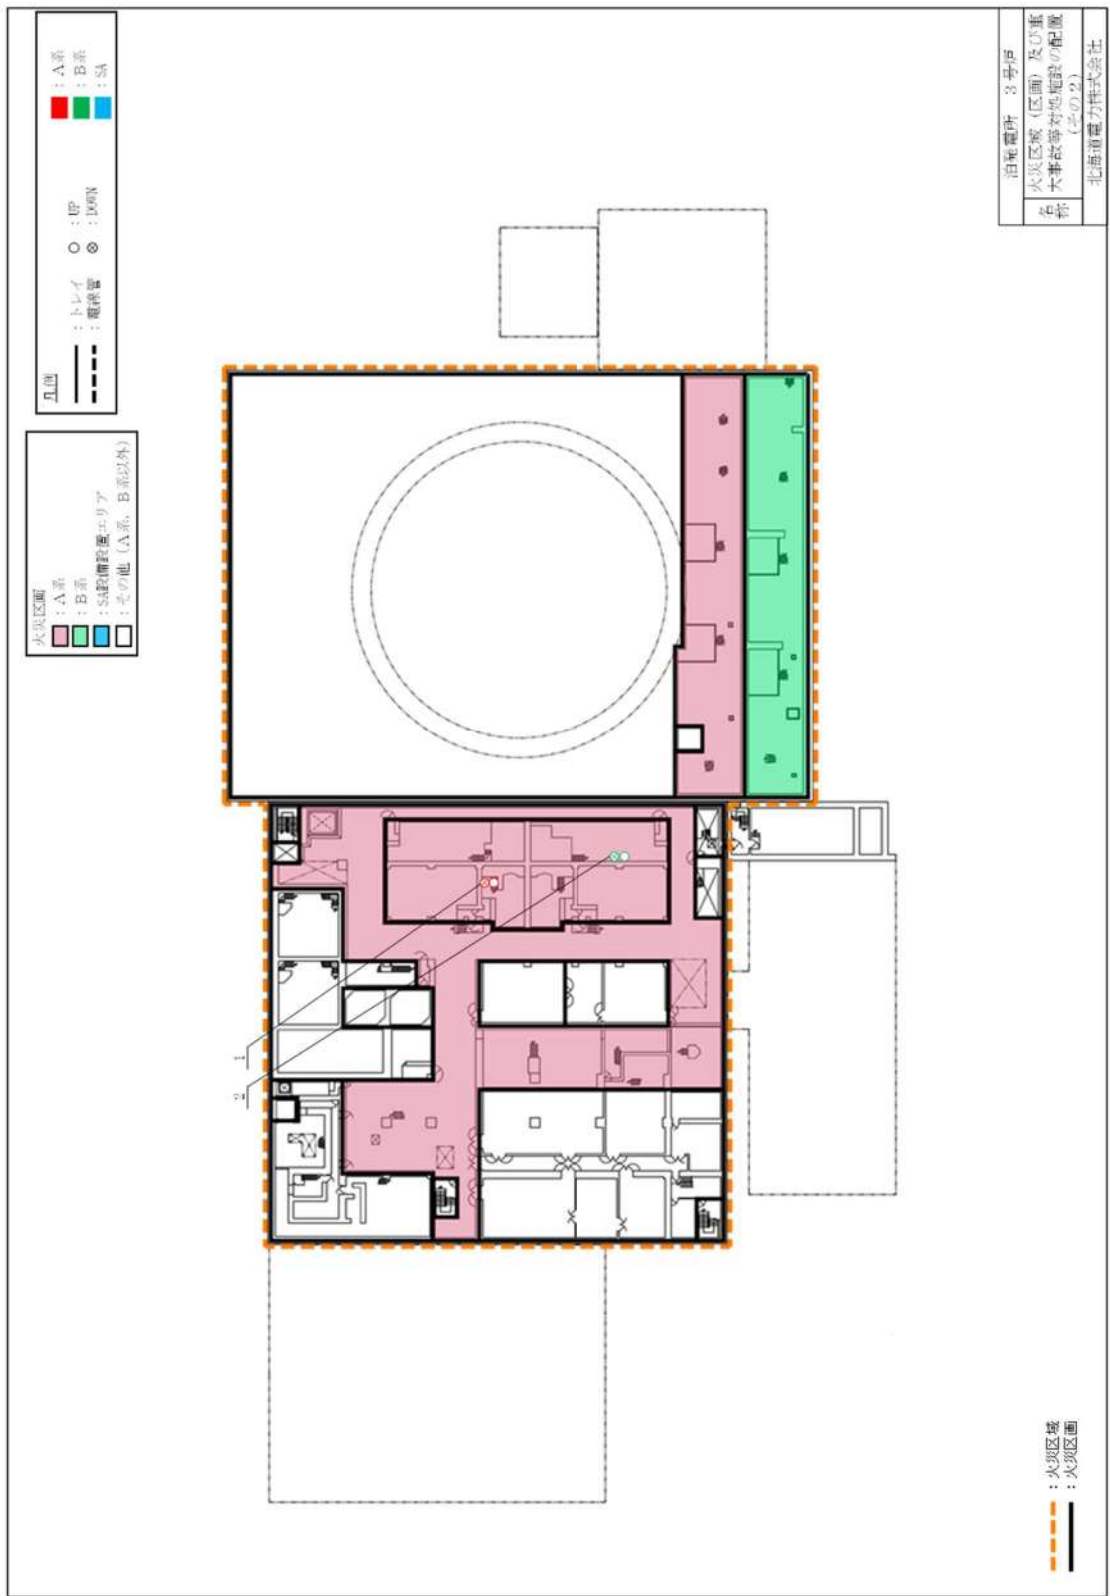 火災区画
：A系
：B系
：SA設備設置エリア
：その他（A系、B系以外）
凡例
：トレイ
：電線管
○：UP
⊗：DOWN
：A系
：B系
：SA
1
2
：火災区域
：火災区画
泊発電所　3号炉
名称
火災区域（区画）及び重
大事故等対処施設の配置
（その2）
北海道電力株式会社